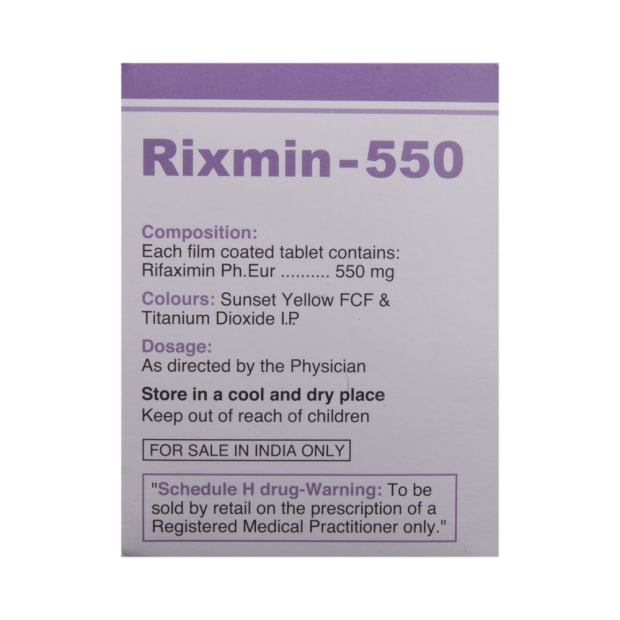 Rixmin-550
Composition:
Each film coated tablet contains:
Rifaximin Ph.Eur .......... 550 mg
Colours: Sunset Yellow FCF &
Titanium Dioxide I.P.
Dosage:
As directed by the Physician
Store in a cool and dry place
Keep out of reach of children
FOR SALE IN INDIA ONLY
"Schedule H drug-Warning: To be
sold by retail on the prescription of a
Registered Medical Practitioner only."